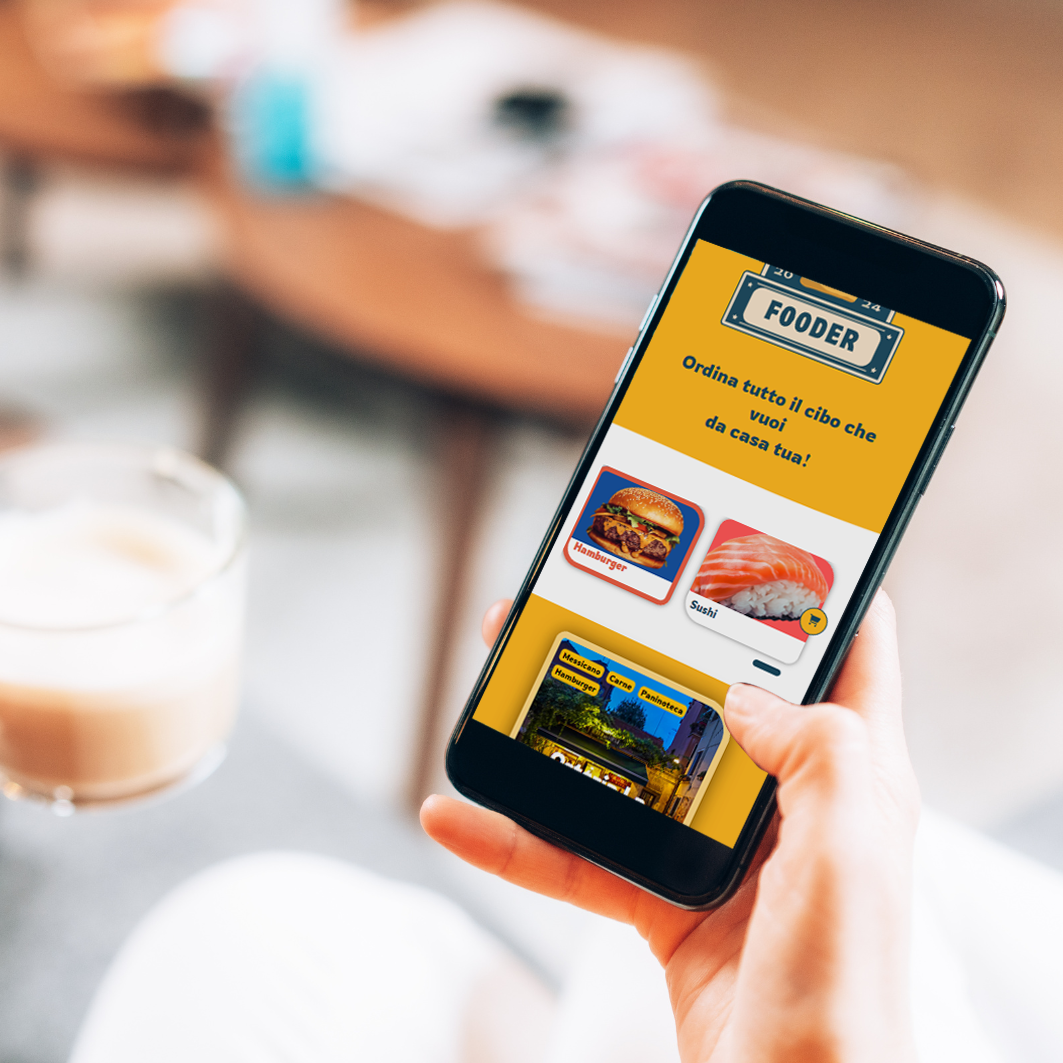 20
24
FOODER
Ordina tutto il cibo che
vuoi
da casa tua!
Hamburger
Sushi
Messicano
Carne
Paninoteca
Hamburger